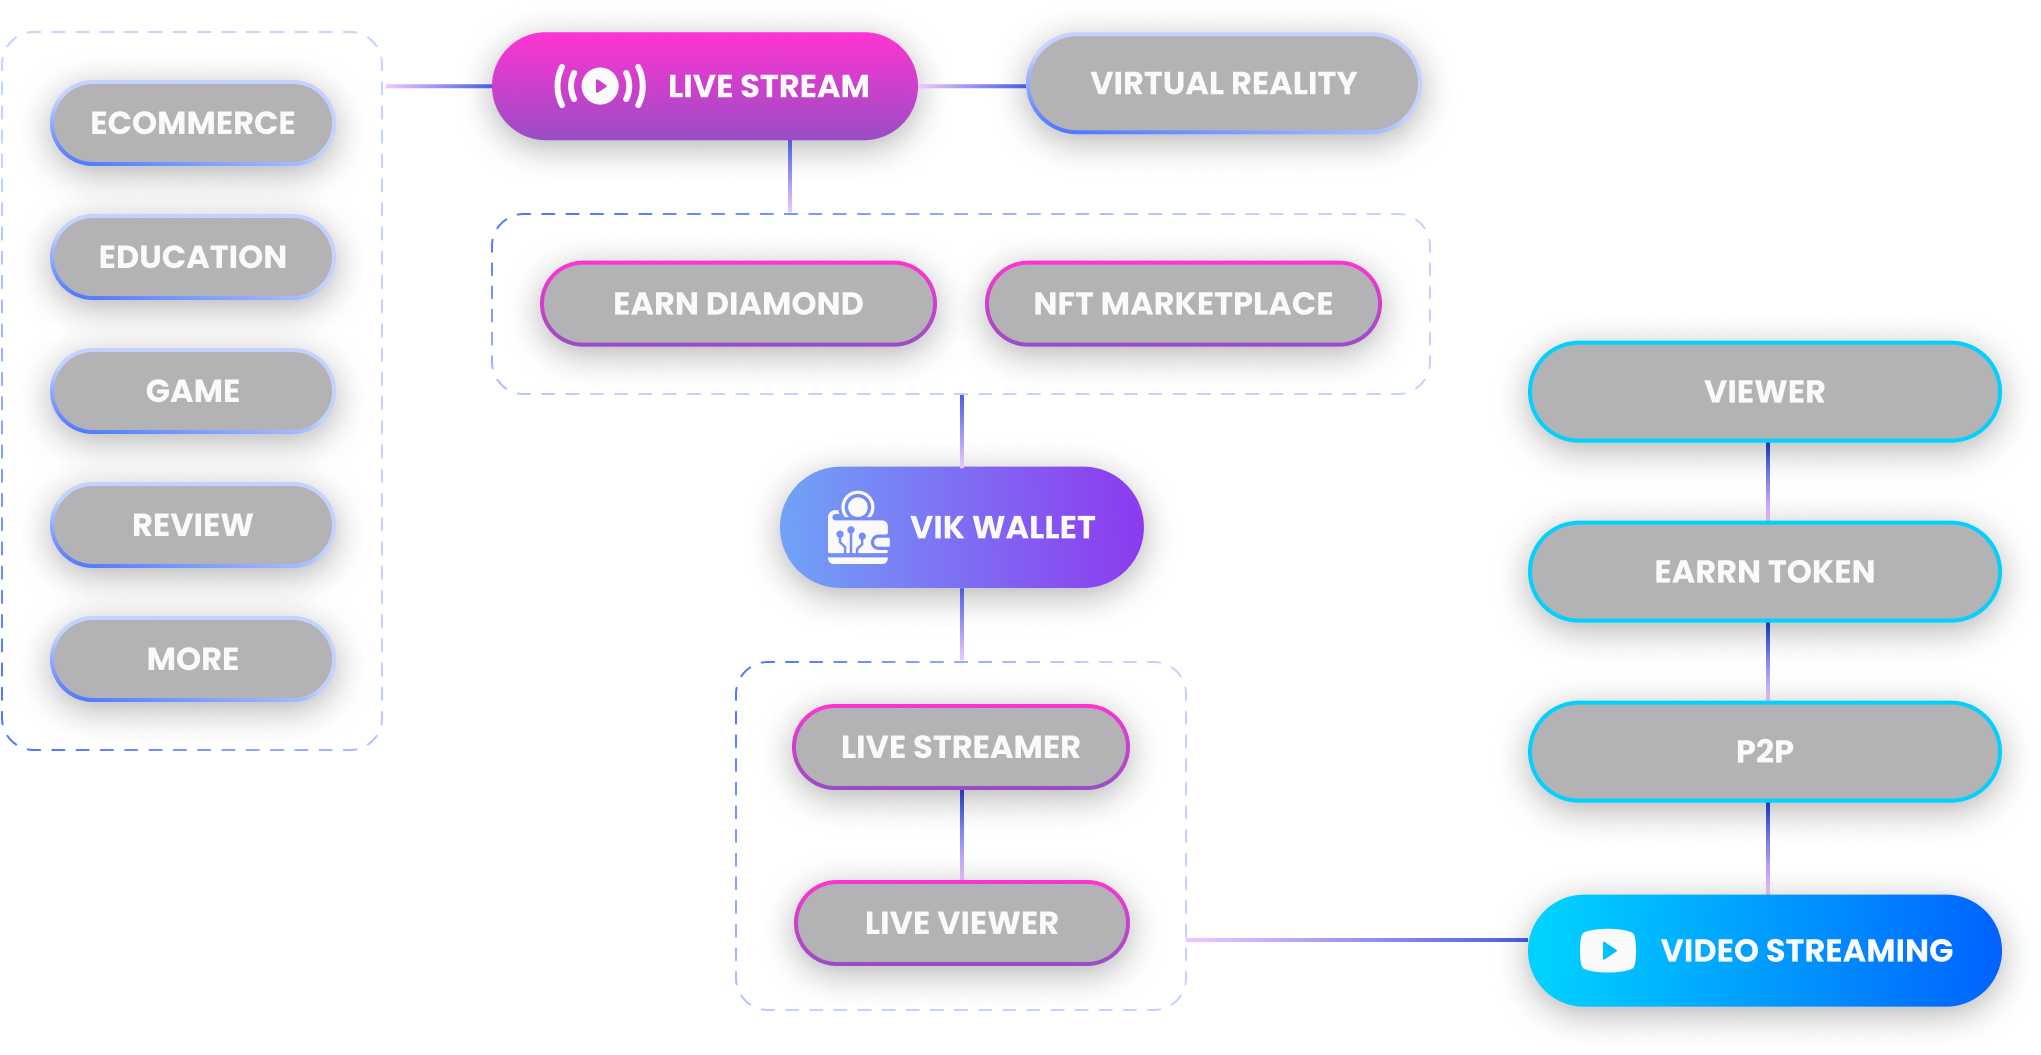 LIVE STREAM
VIRTUAL REALITY
ECOMMERCE
EDUCATION
GAME
REVIEW
MORE
EARN DIAMOND
NFT MARKETPLACE
VIK WALLET
LIVE STREAMER
LIVE VIEWER
VIEWER
EARRN TOKEN
P2P
VIDEO STREAMING